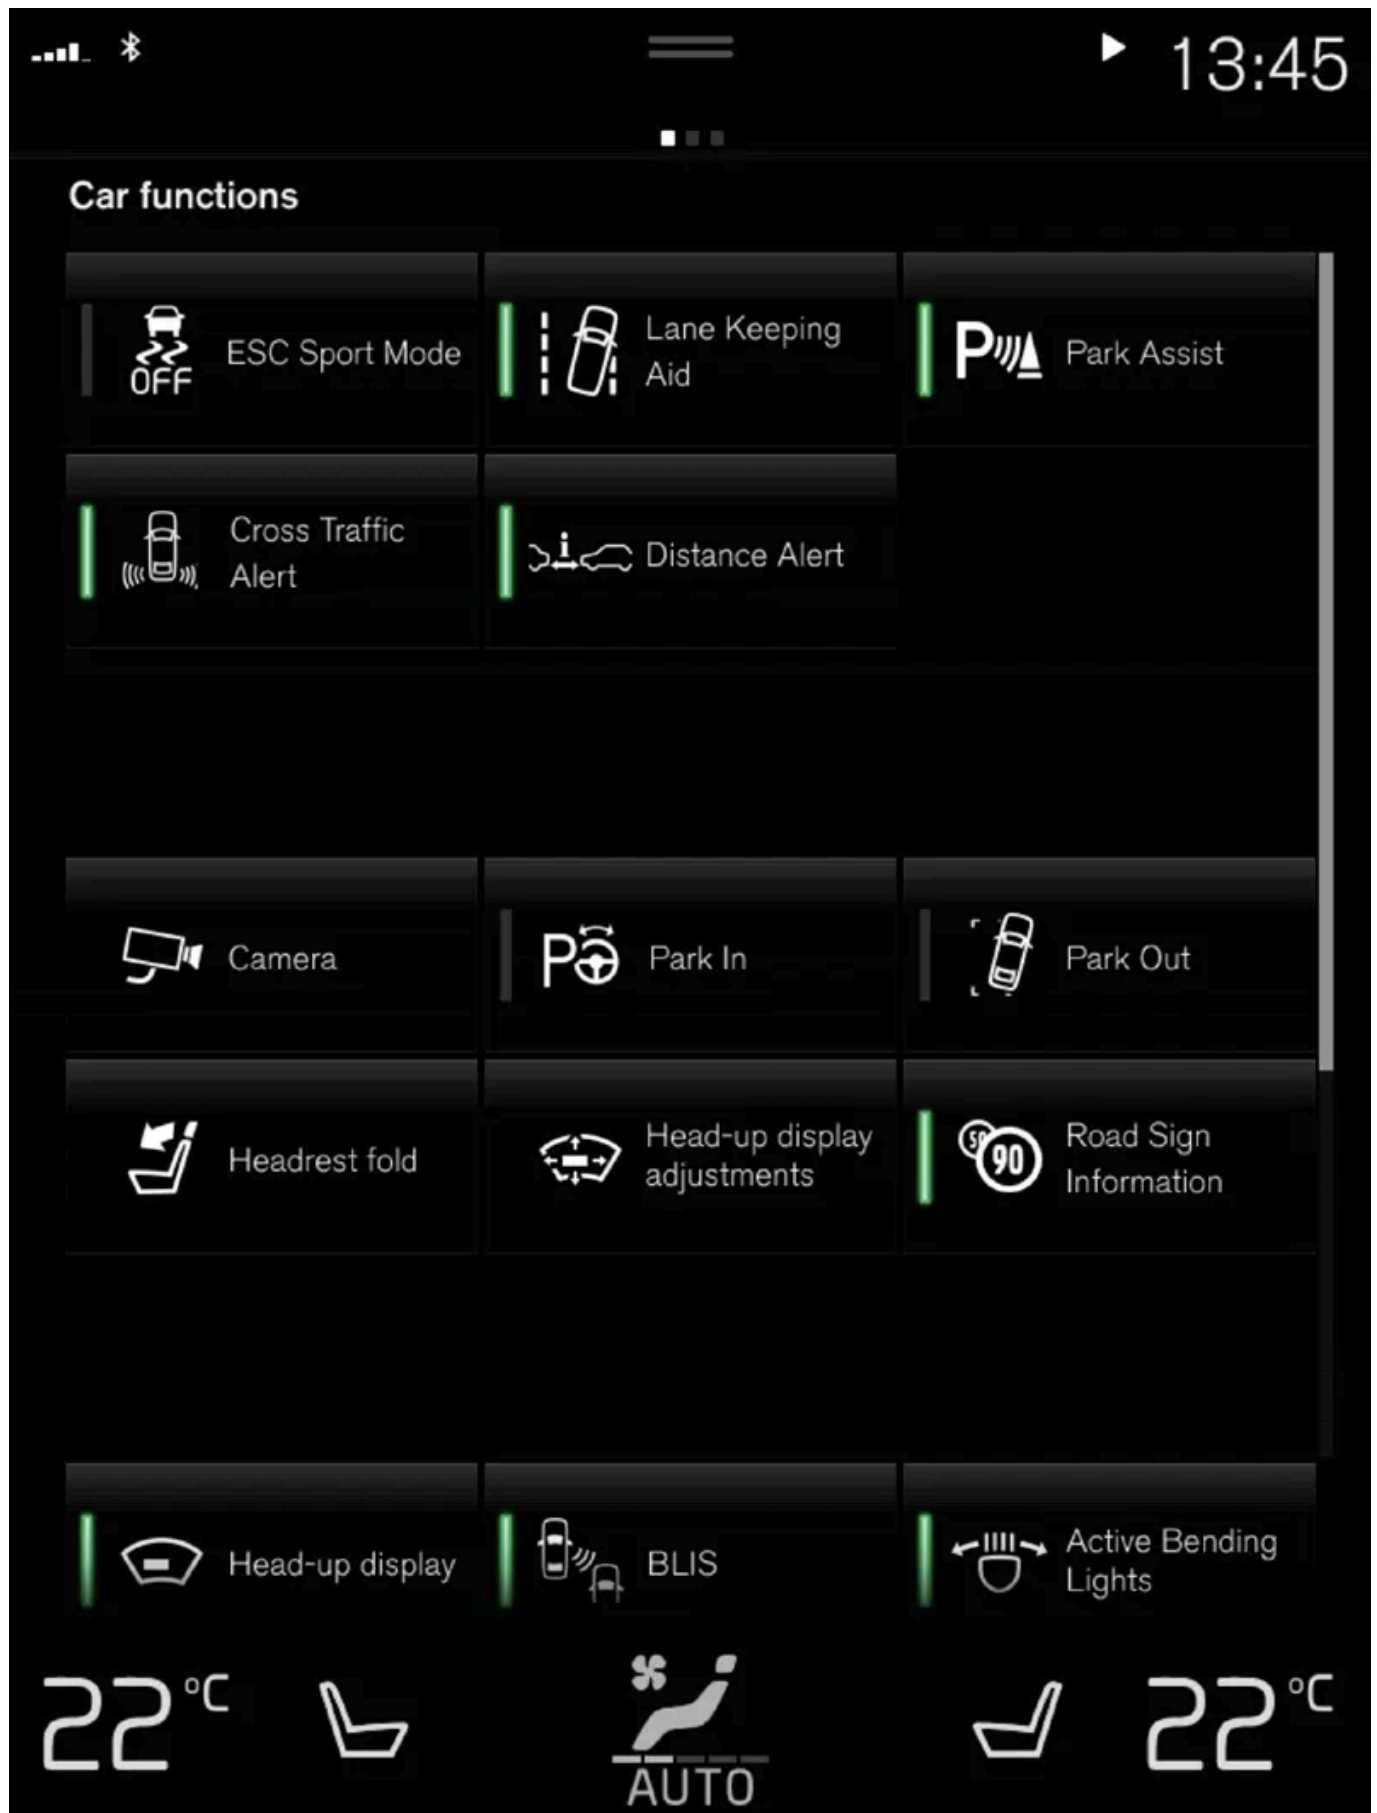 13:45
Car functions
OFF
ESC Sport Mode
Lane Keeping
Aid
P
Park Assist
Cross Traffic
Alert
i
Distance Alert
Camera
P
Park In
Park Out
Headrest fold
Head-up display
adjustments
50
90
Road Sign
Information
Head-up display
BLIS
Active Bending
Lights
22°C
AUTO
22°C